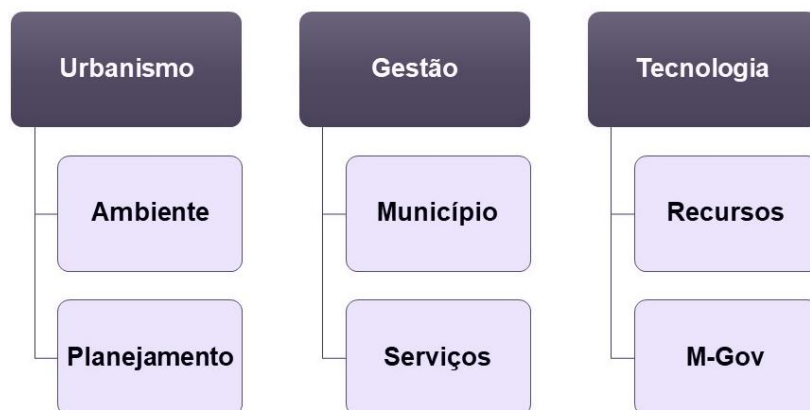 Urbanismo
Ambiente
Planejamento
Gestão
Município
Serviços
Tecnologia
Recursos
M-Gov